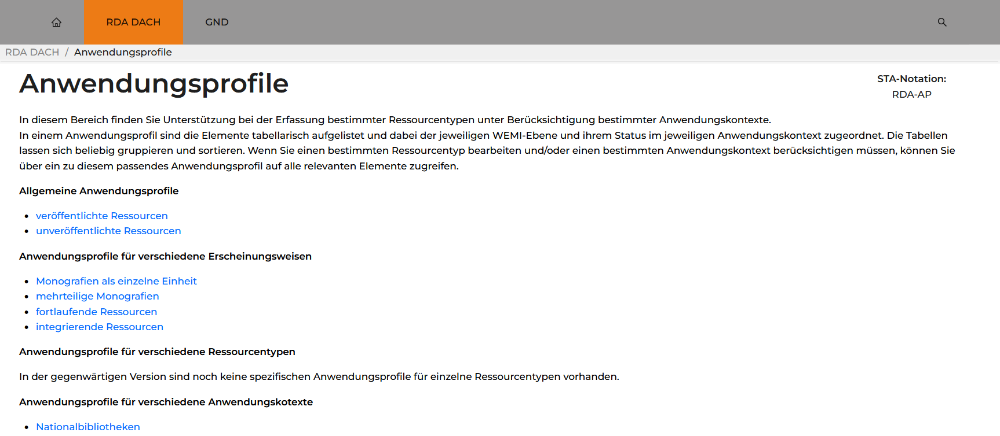 RDA DACH
GND
RDA DACH / Anwendungsprofile
Anwendungsprofile
STA-Notation:
RDA-AP
In diesem Bereich finden Sie Unterstützung bei der Erfassung bestimmter Ressourcentypen unter Berücksichtigung bestimmter Anwendungskontexte.
In einem Anwendungsprofil sind die Elemente tabellarisch aufgelistet und dabei der jeweiligen WEMI-Ebene und ihrem Status im jeweiligen Anwendungskontext zugeordnet. Die Tabellen
lassen sich beliebig gruppieren und sortieren. Wenn Sie einen bestimmten Ressourcentyp bearbeiten und/oder einen bestimmten Anwendungskontext berücksichtigen müssen, können Sie
über ein zu diesem passendes Anwendungsprofil auf alle relevanten Elemente zugreifen.
Allgemeine Anwendungsprofile
• veröffentlichte Ressourcen
• unveröffentlichte Ressourcen
Anwendungsprofile für verschiedene Erscheinungsweisen
• Monografien als einzelne Einheit
• mehrteilige Monografien
• fortlaufende Ressourcen
• integrierende Ressourcen
Anwendungsprofile für verschiedene Ressourcentypen
In der gegenwärtigen Version sind noch keine spezifischen Anwendungsprofile für einzelne Ressourcentypen vorhanden.
Anwendungsprofile für verschiedene Anwendungskotexte
• Nationalbibliotheken